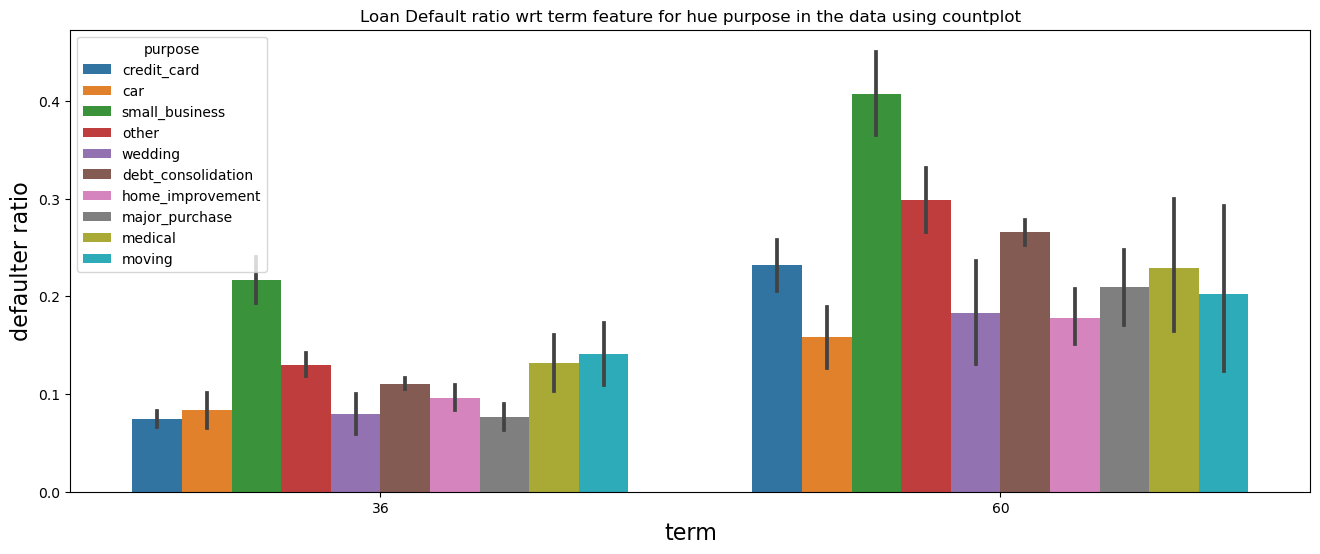 Loan Default ratio wrt term feature for hue purpose in the data using countplot
purpose
credit_card
car
small_business
other
wedding
debt_consolidation
home_improvement
major_purchase
medical
moving
defaulter ratio
0.4
0.3
0.2
0.1
0.0
36
60
term